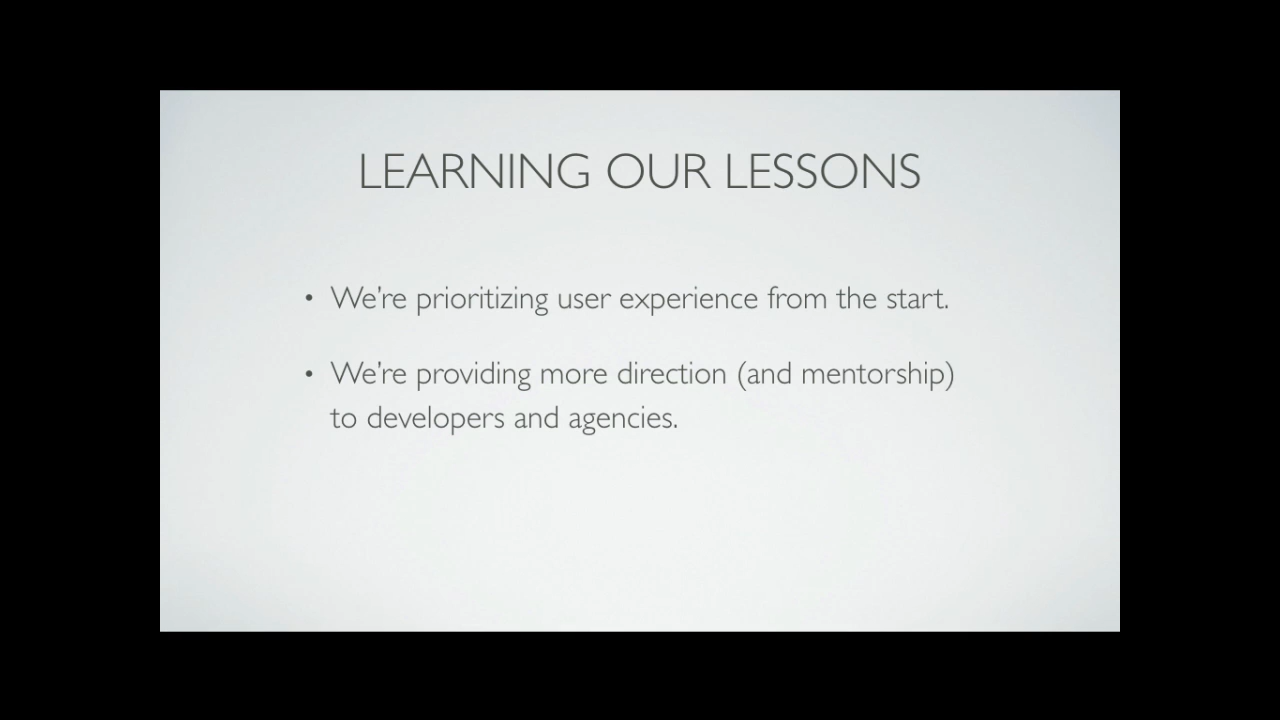 LEARNING OUR LESSONS
• We're prioritizing user experience from the start.
• We're providing more direction (and mentorship)
to developers and agencies.